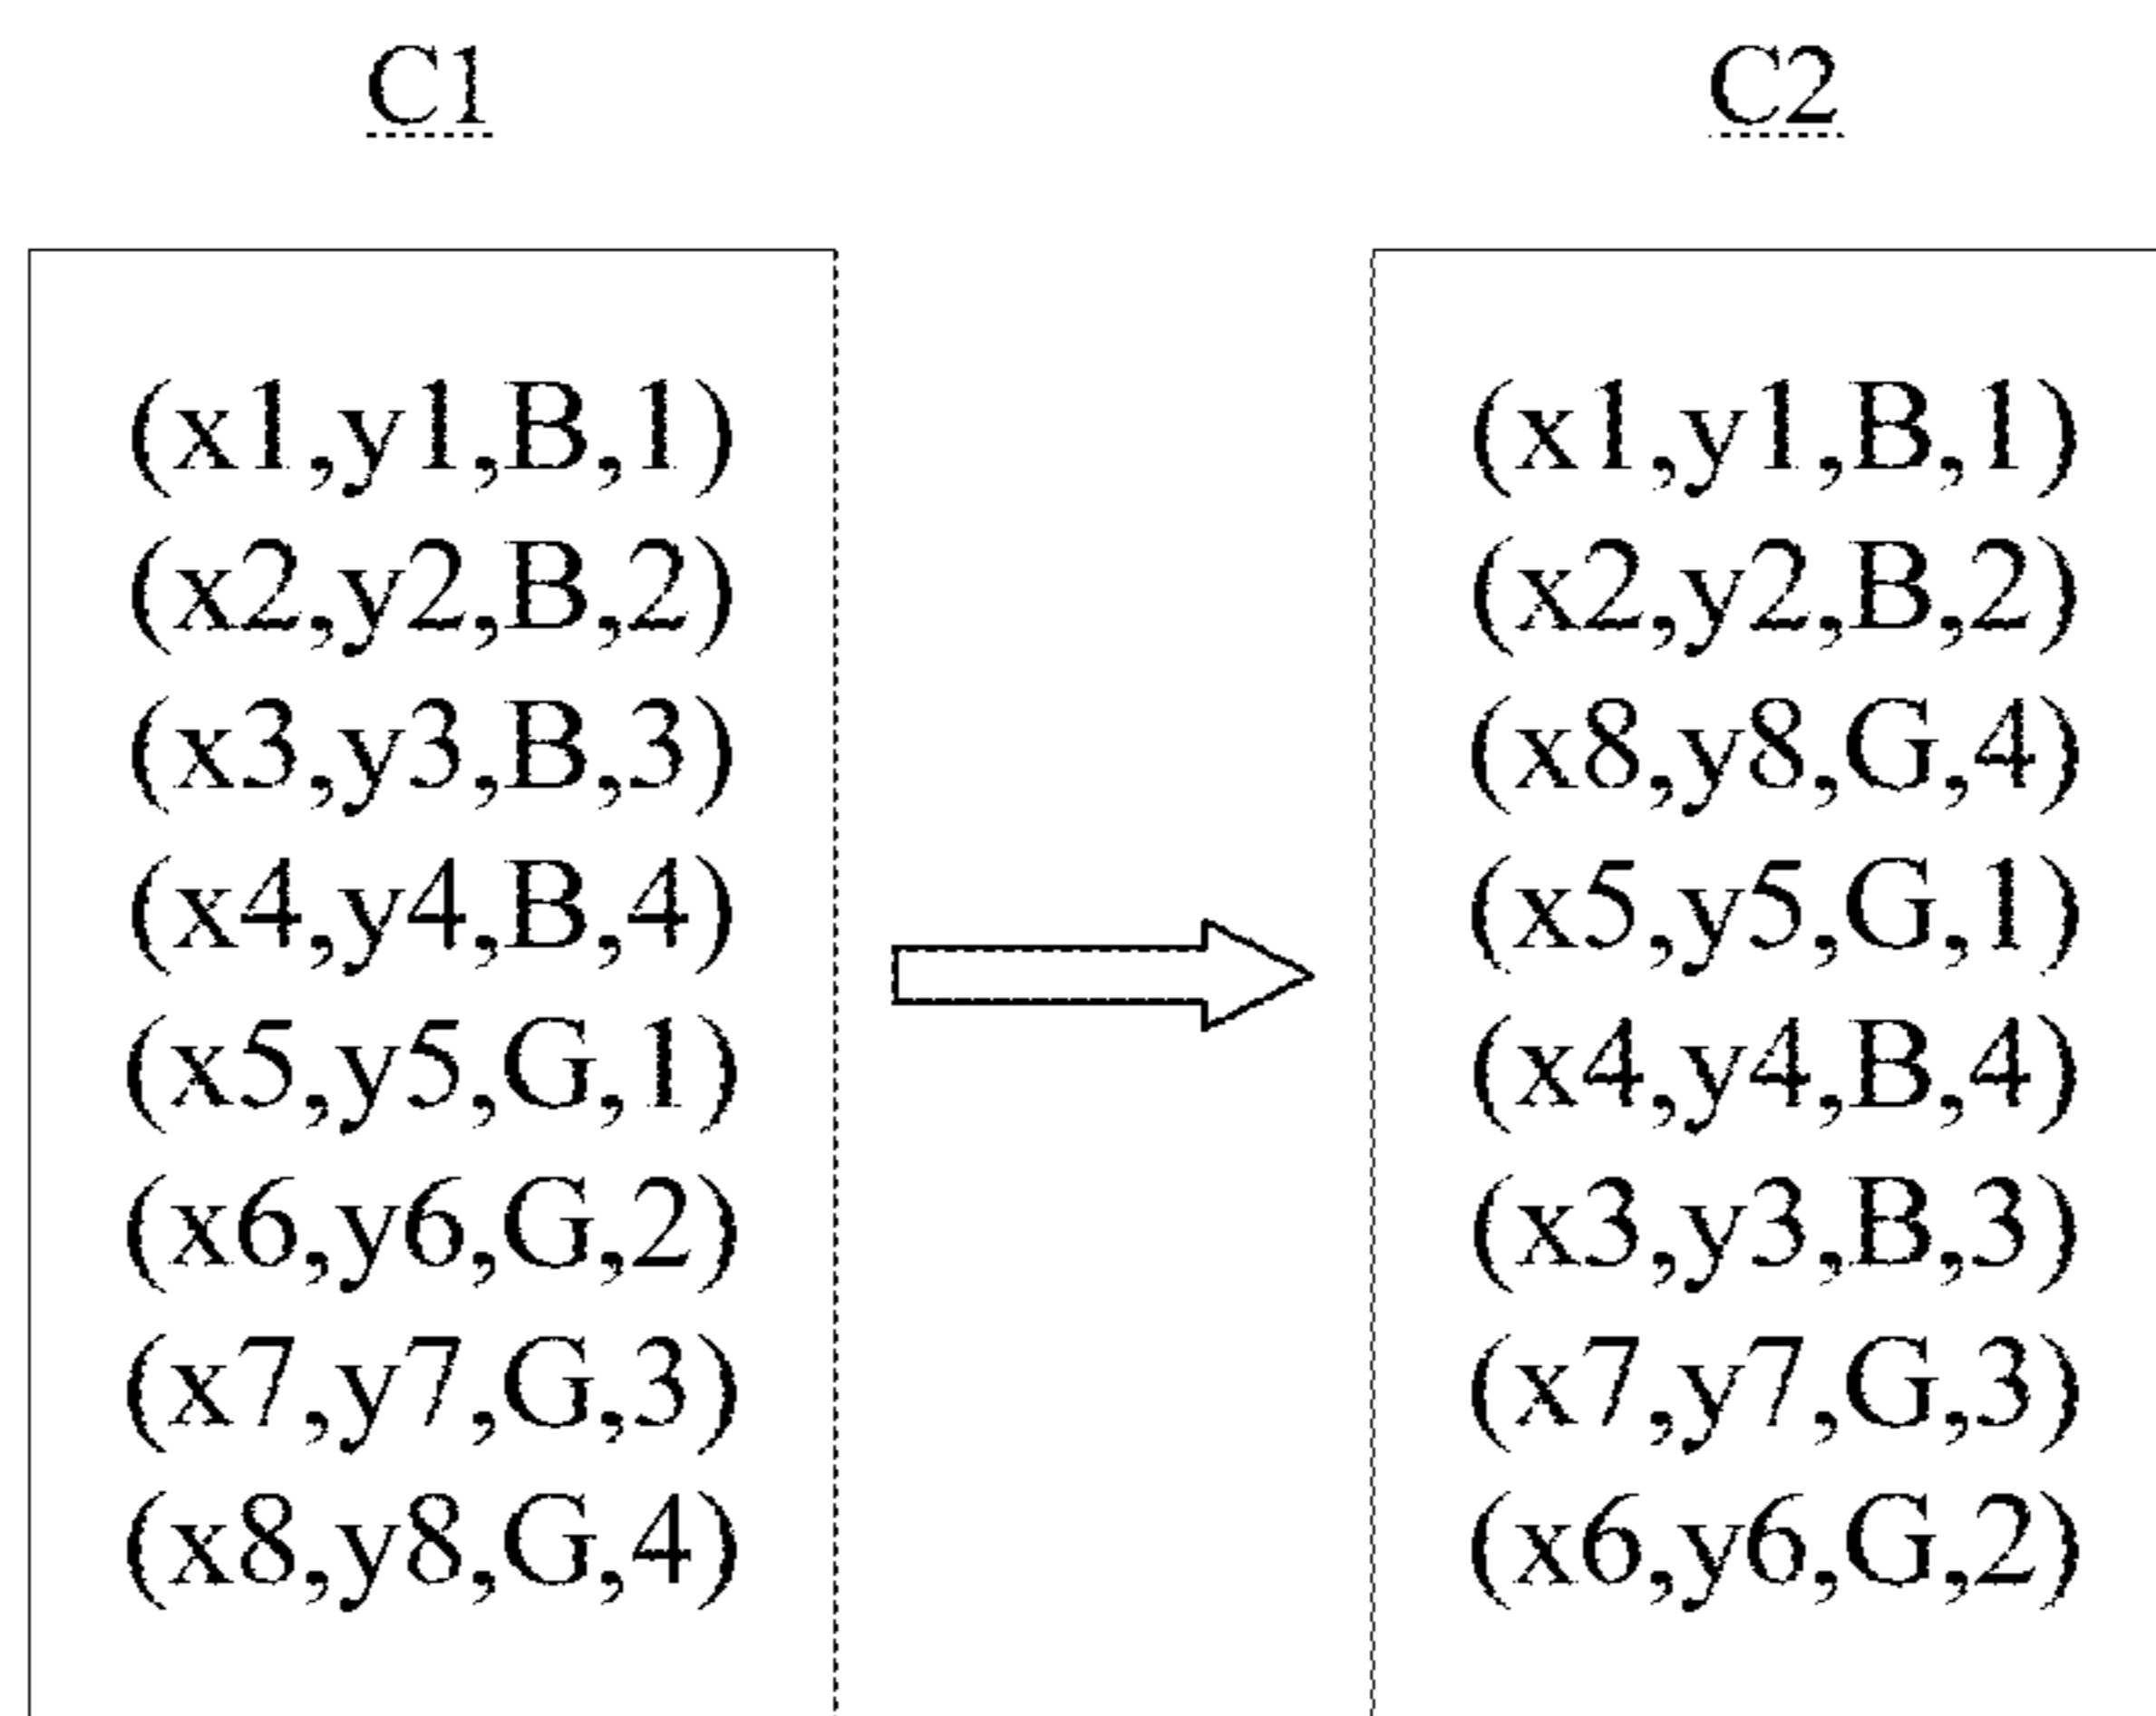 C1
(x1,y1,B,1)
(x2,y2,B,2)
(x3,y3,B,3)
(x4,y4,B,4)
(x5,y5,G,1)
(x6,y6,G,2)
(x7,y7,G,3)
(x8,y8,G,4)
C2
(x1,y1,B,1)
(x2,y2,B,2)
(x8,y8,G,4)
(x5,y5,G,1)
(x4,y4,B,4)
(x3,y3,B,3)
(x7,y7,G,3)
(x6,y6,G,2)